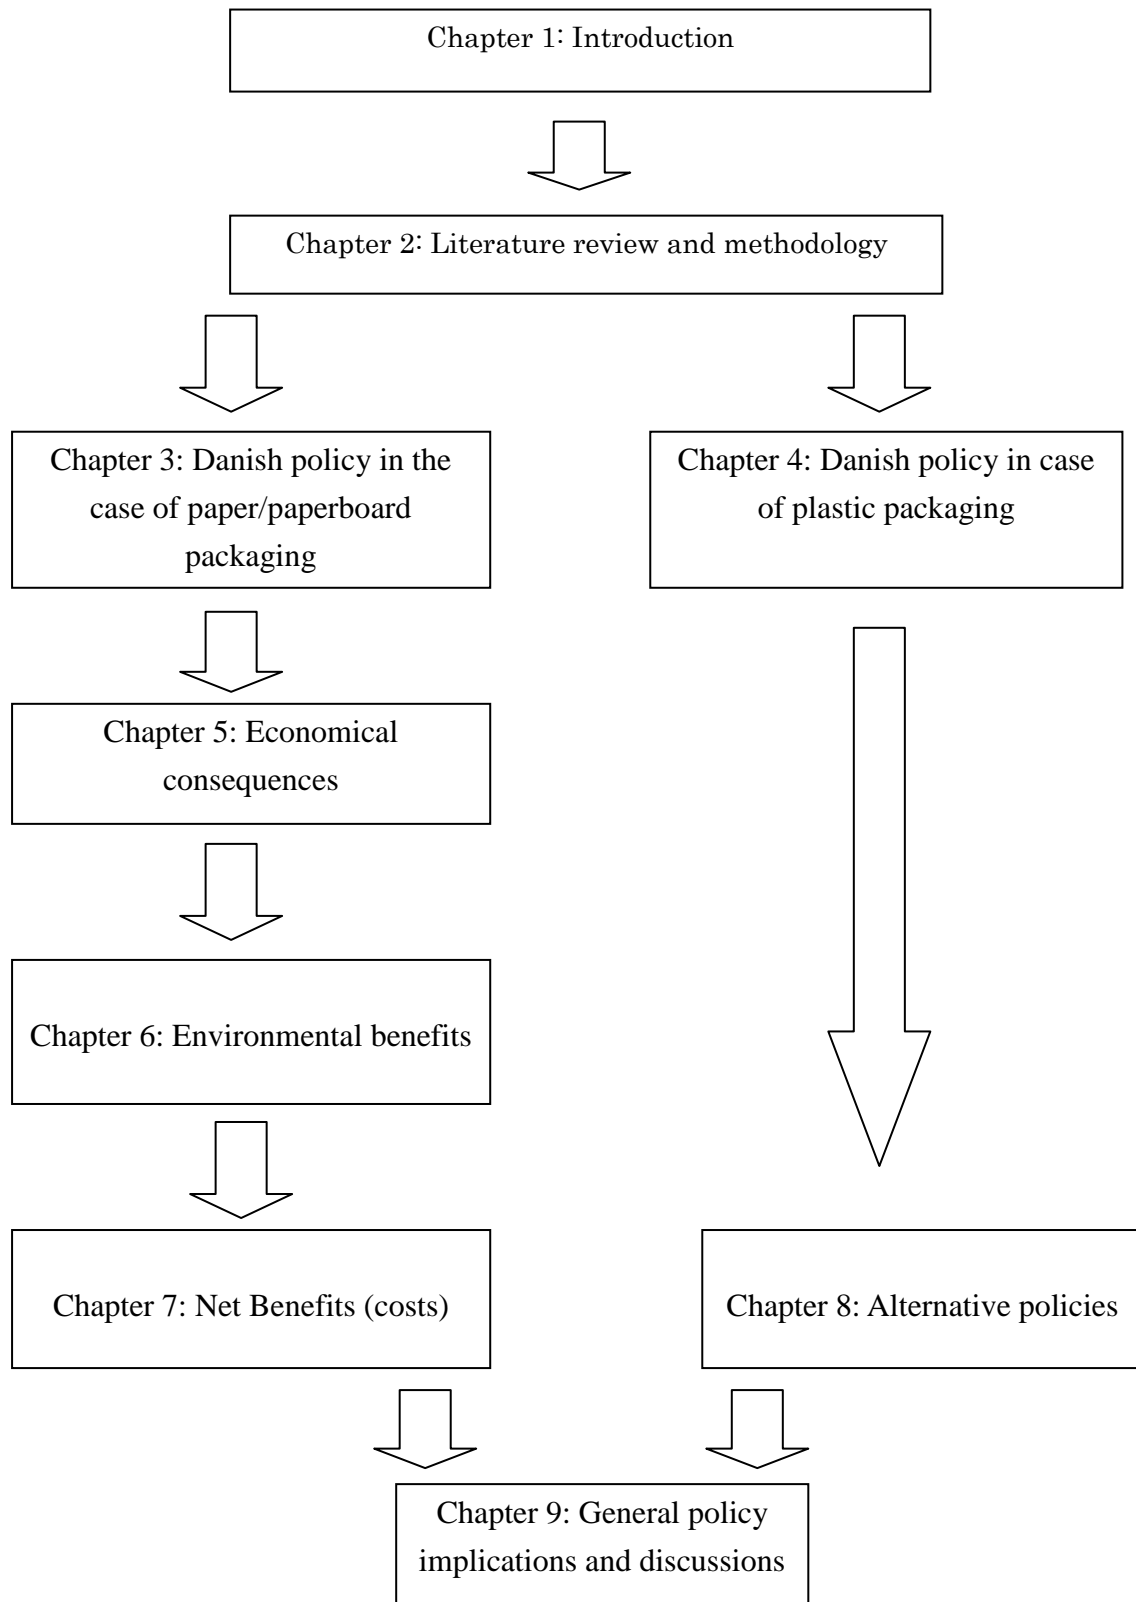 Chapter 1: Introduction
Chapter 2: Literature review and methodology
Chapter 3: Danish policy in the
case of paper/paperboard
packaging
Chapter 4: Danish policy in case
of plastic packaging
Chapter 5: Economical
consequences
Chapter 6: Environmental benefits
Chapter 7: Net Benefits (costs)
Chapter 8: Alternative policies
Chapter 9: General policy
implications and discussions